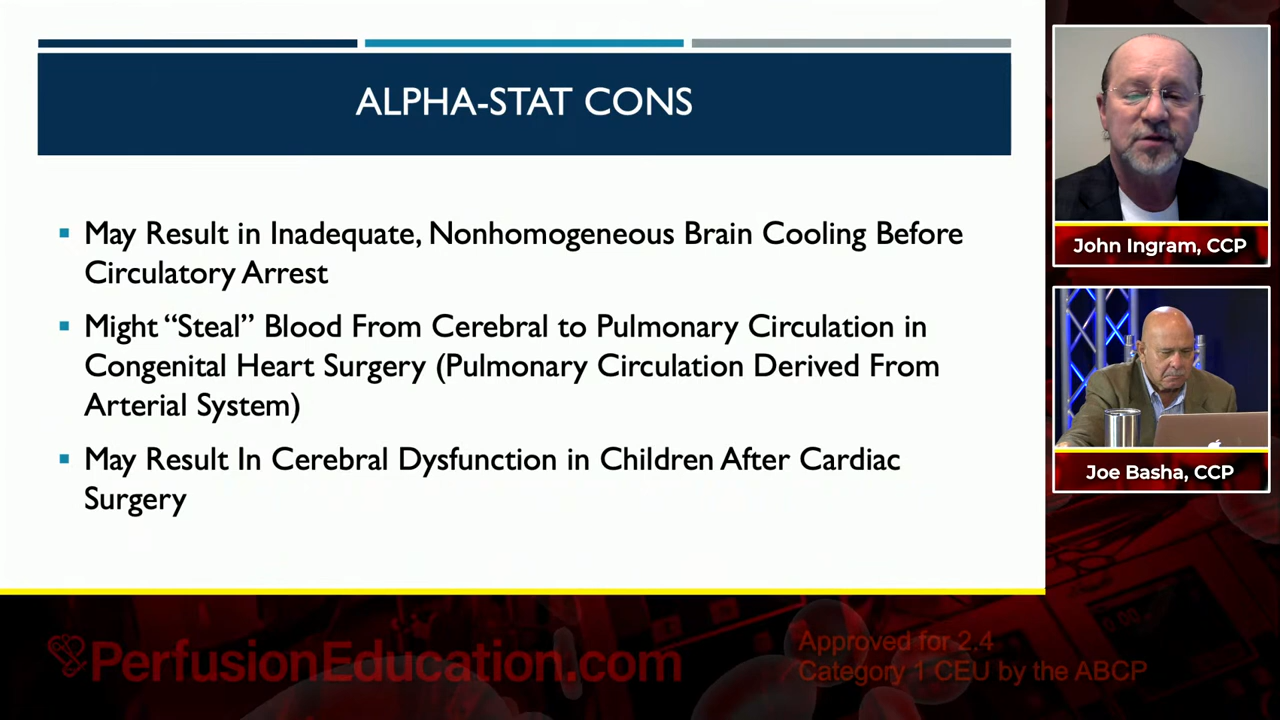 ALPHA-STAT CONS
May Result in Inadequate, Nonhomogeneous Brain Cooling Before
Circulatory Arrest
Might “Steal” Blood From Cerebral to Pulmonary Circulation in
Congenital Heart Surgery (Pulmonary Circulation Derived From
Arterial System)
May Result In Cerebral Dysfunction in Children After Cardiac
Surgery
John Ingram, CCP
Joe Basha, CCP
PerfusionEducation.com
Approved for 2.4
Category 1 CEU by the ABCP